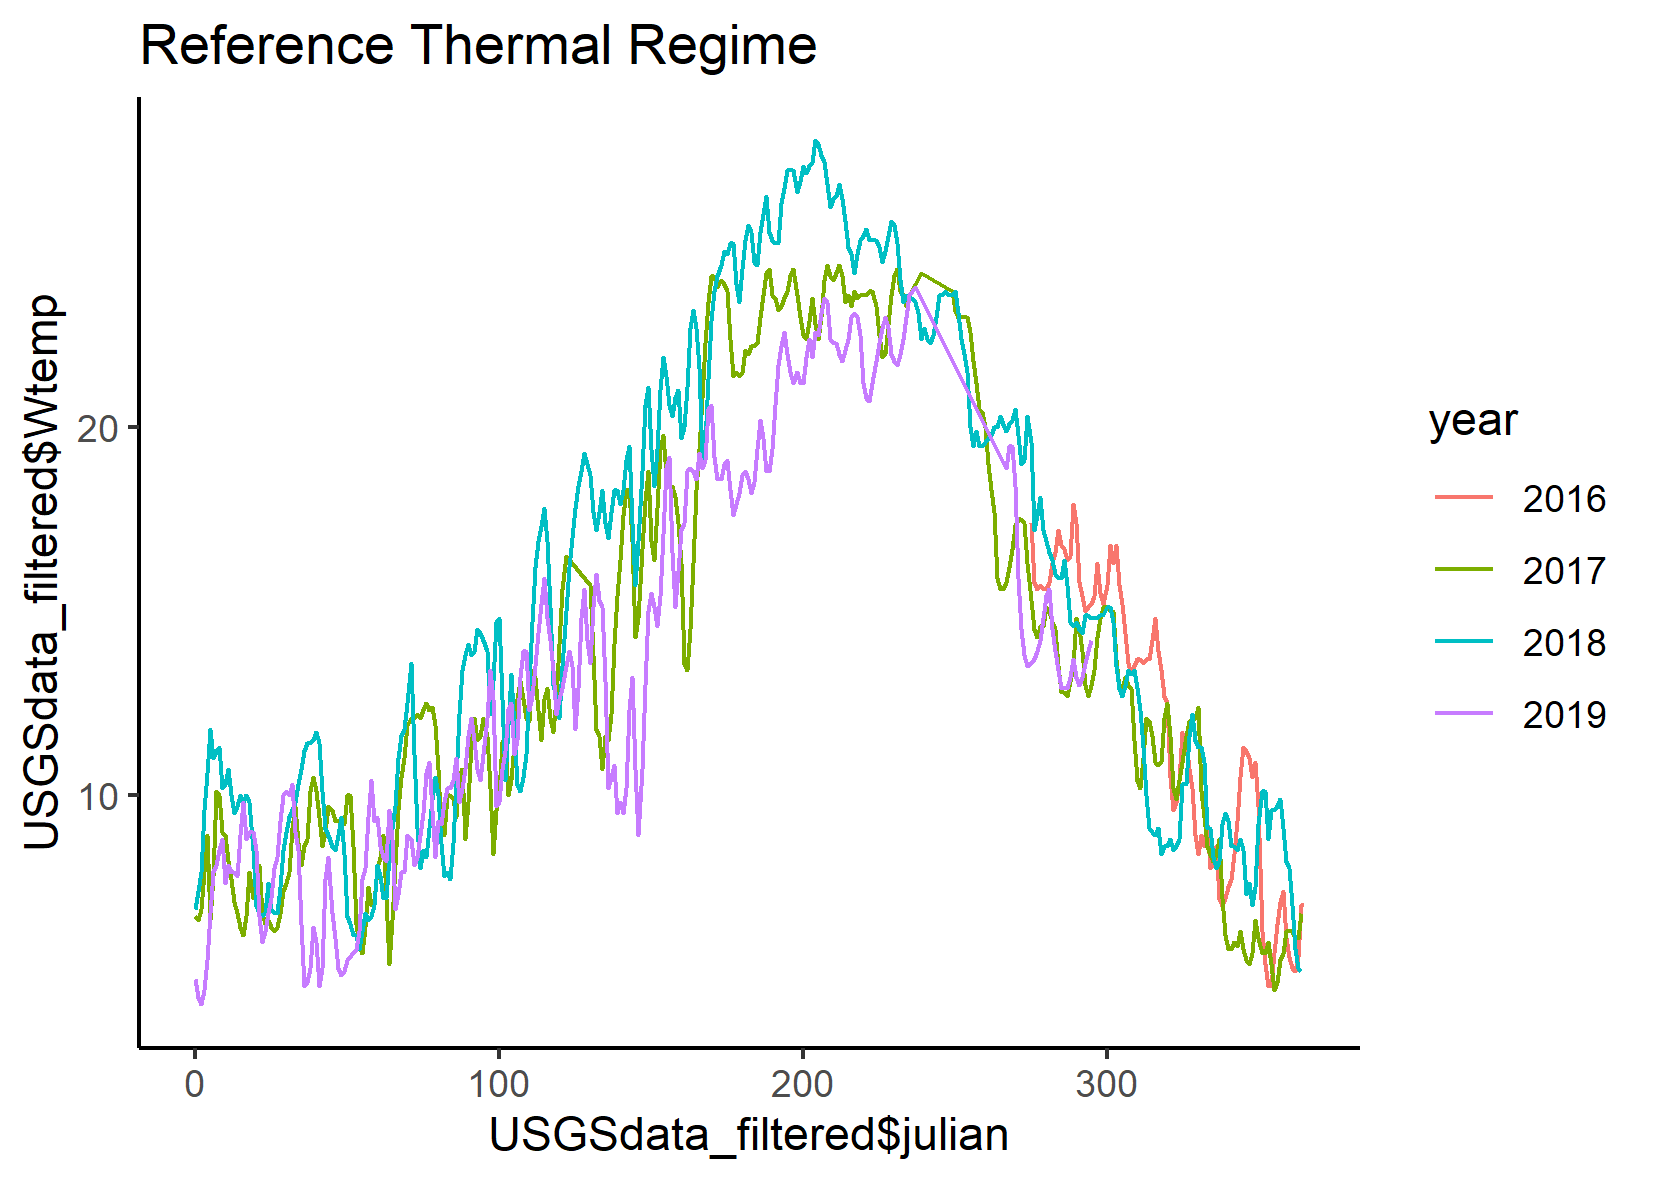 Reference Thermal Regime
USGSdata_filtered$Wtemp
20
10
0 100 200 300
USGSdata_filtered$julian
year
2016
2017
2018
2019